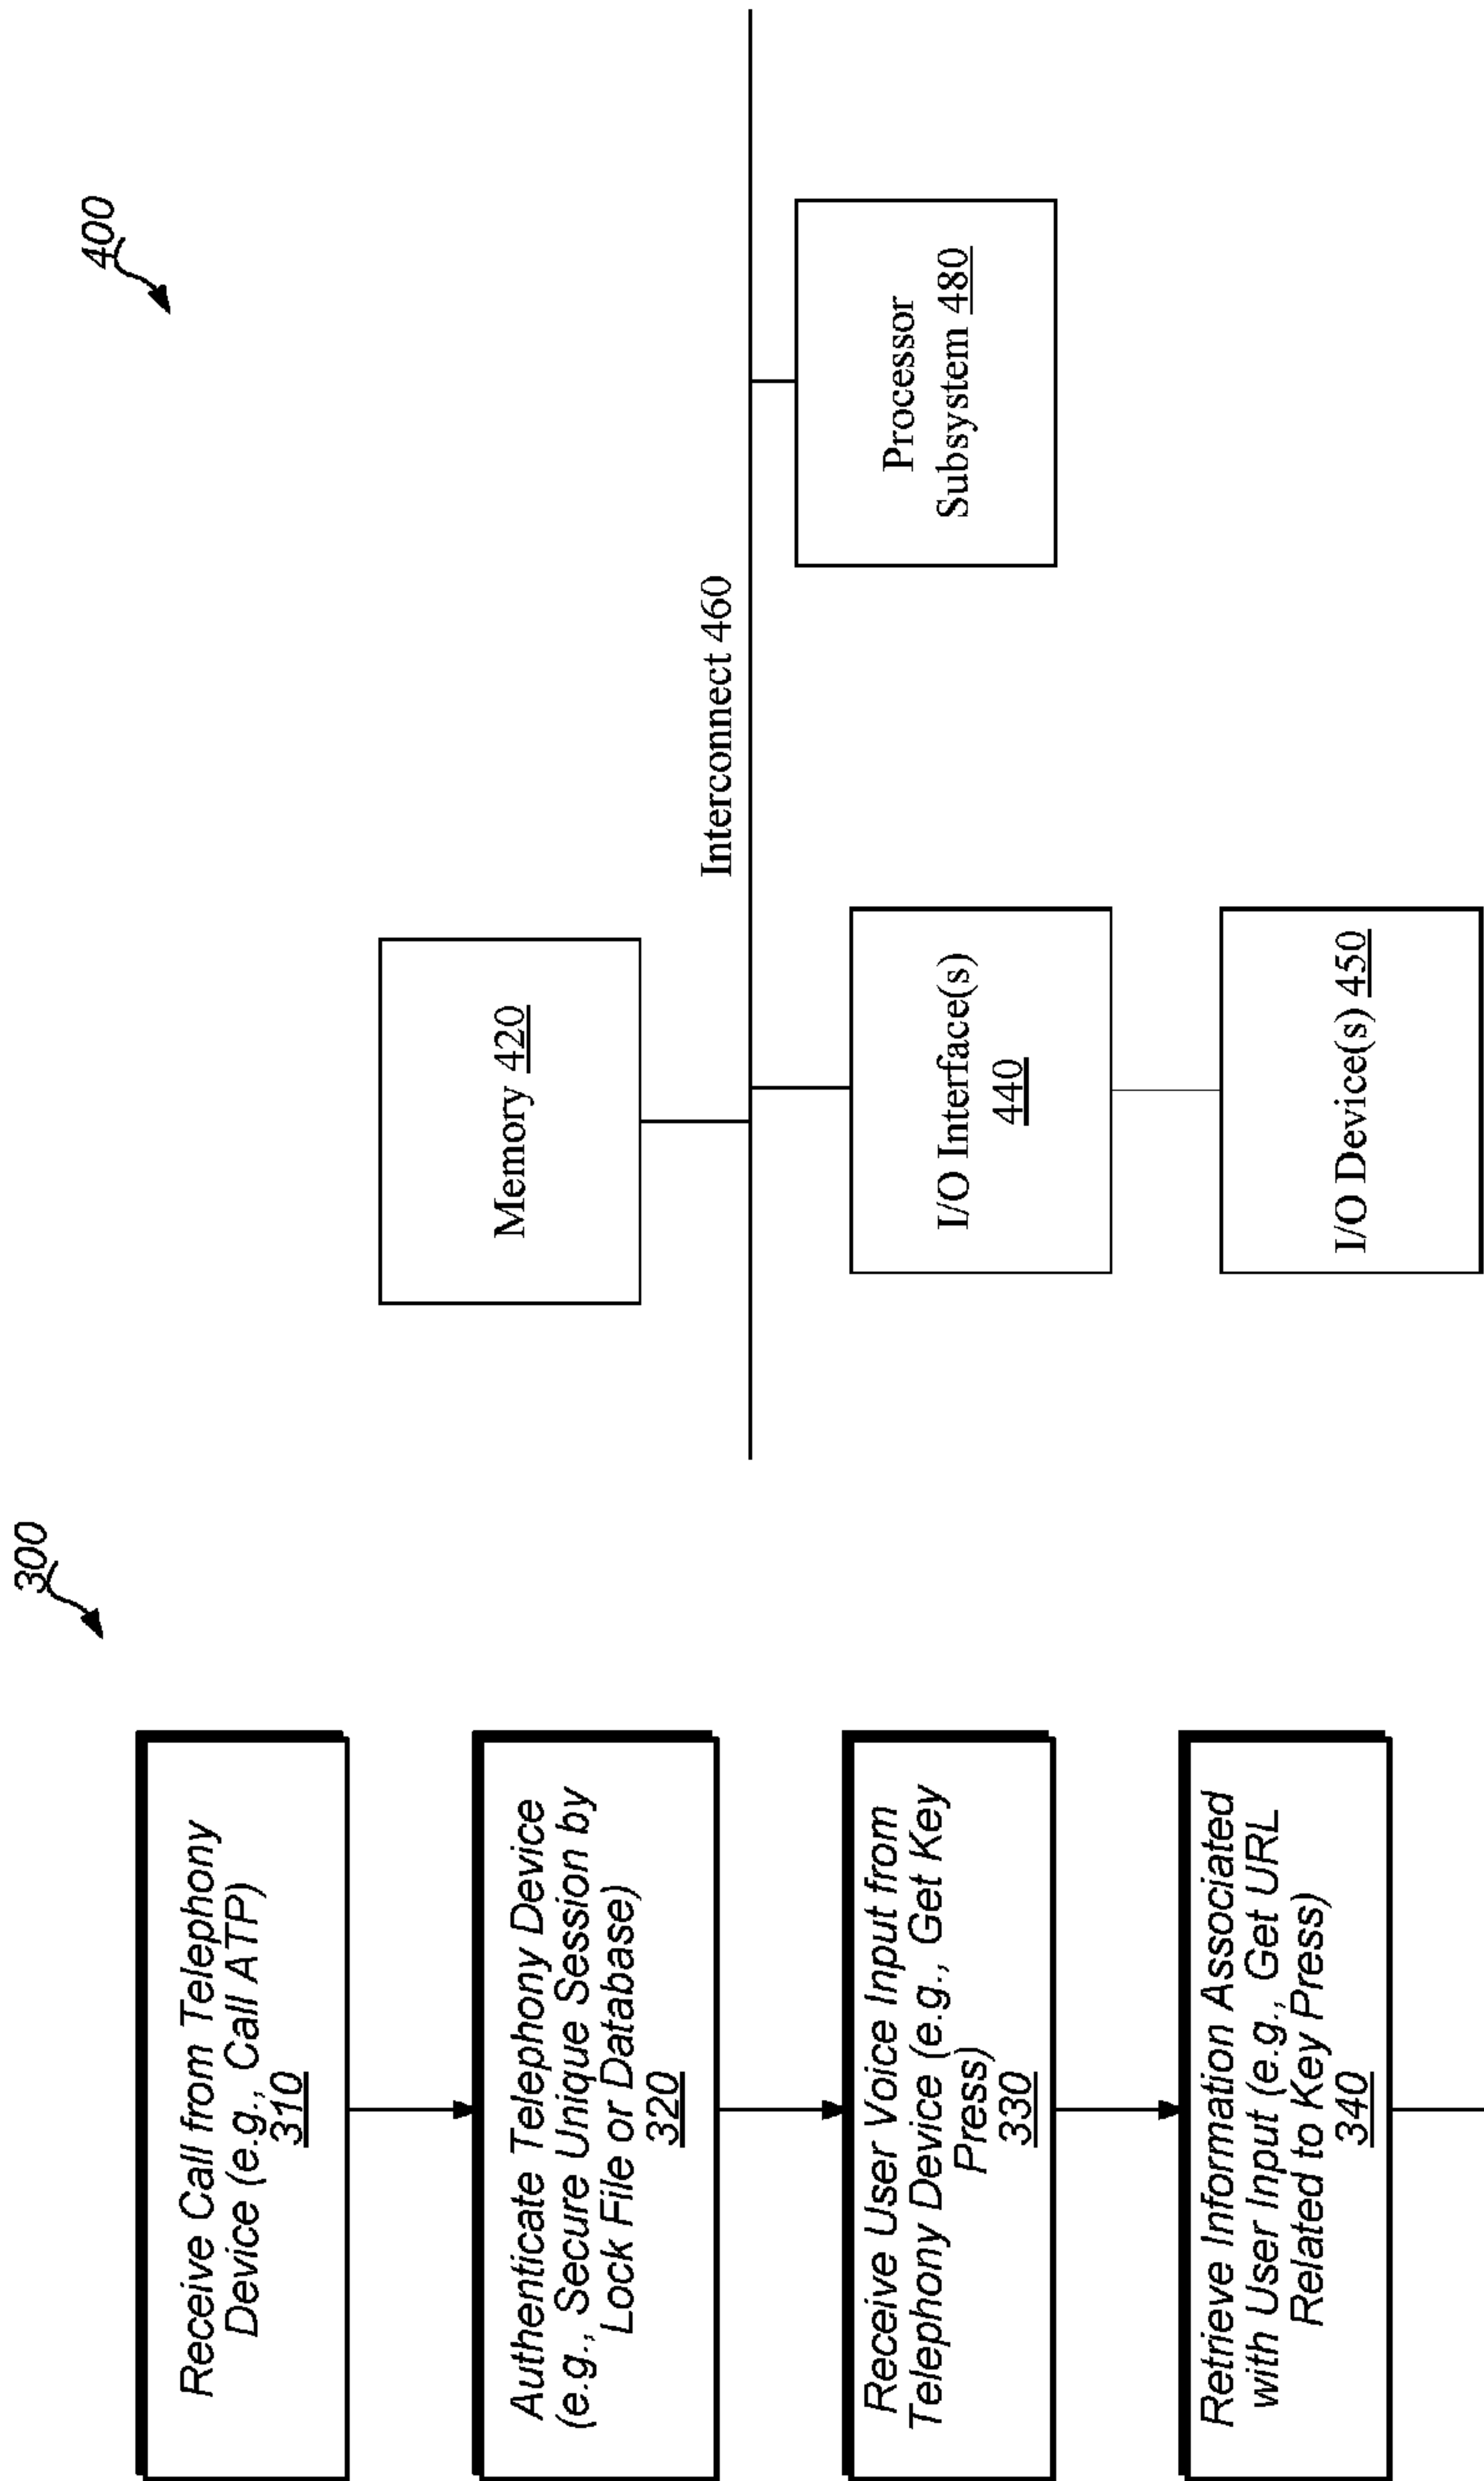 300
Receive Call from Telephony
Device (e.g., Call ATP)
310
Authenticate Telephony Device
(e.g., Secure Unique Session by
Lock File or Database)
320
Receive User Voice Input from
Telephony Device (e.g., Get Key
Press)
330
Retrieve Information Associated
with User Input (e.g., Get URL
Related to Key Press)
340
400
Memory 420
Interconnect 460
Processor
Subsystem 480
I/O Interface(s)
440
I/O Device(s) 450